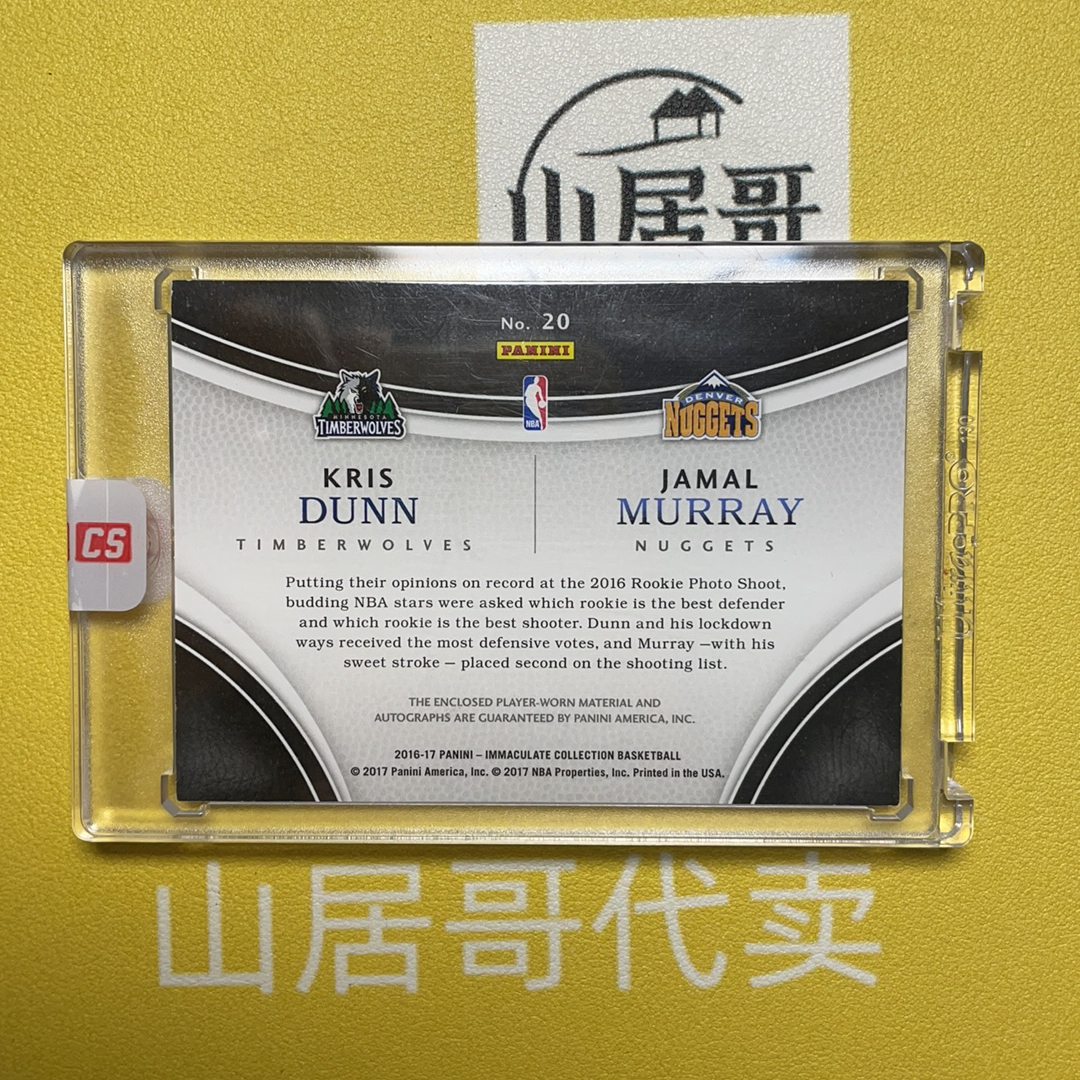 山居哥
No. 20
PANINI
MINNESOTA
TIMBERWOLVES
NBA
DENVER
NUGGETS
KRIS
DUNN
TIMBERWOLVES
JAMAL
MURRAY
NUGGETS
CS
Putting their opinions on record at the 2016 Rookie Photo Shoot,
budding NBA stars were asked which rookie is the best defender
and which rookie is the best shooter. Dunn and his lockdown
ways received the most defensive votes, and Murray —with his
sweet stroke — placed second on the shooting list.
THE ENCLOSED PLAYER-WORN MATERIAL AND
AUTOGRAPHS ARE GUARANTEED BY PANINI AMERICA, INC.
2016-17 PANINI – IMMACULATE COLLECTION BASKETBALL
© 2017 Panini America, Inc. © 2017 NBA Properties, Inc. Printed in the USA.
山居哥代卖